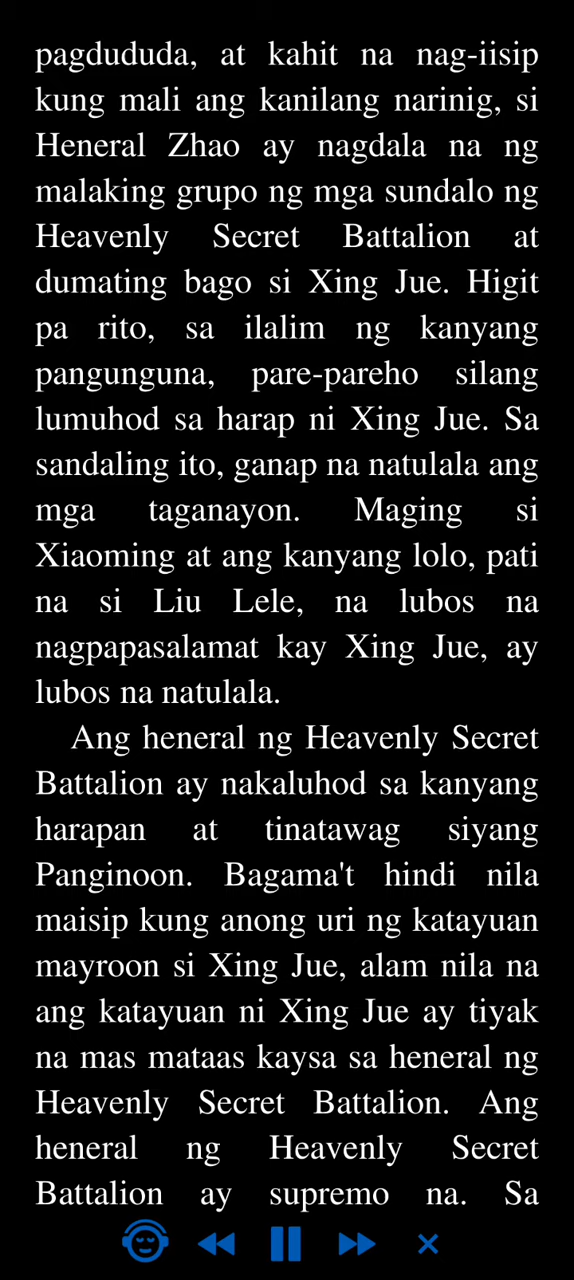 pagdududa, at kahit na nag-iisip
kung mali ang kanilang narinig, si
Heneral Zhao ay nagdala na ng
malaking grupo ng mga sundalo ng
Heavenly Secret Battalion at
dumating bago si Xing Jue. Higit
pa rito, sa ilalim ng kanyang
pangunguna, pare-pareho silang
lumuhod sa harap ni Xing Jue. Sa
sandaling ito, ganap na natulala ang
mga taganayon. Maging si
Xiaoming at ang kanyang lolo, pati
na si Liu Lele, na lubos na
nagpapasalamat kay Xing Jue, ay
lubos na natulala.
Ang heneral ng Heavenly Secret
Battalion ay nakaluhod sa kanyang
harapan at tinatawag siyang
Panginoon. Bagama't hindi nila
maisip kung anong uri ng katayuan
mayroon si Xing Jue, alam nila na
ang katayuan ni Xing Jue ay tiyak
na mas mataas kaysa sa heneral ng
Heavenly Secret Battalion. Ang
heneral ng Heavenly Secret
Battalion ay supremo na. Sa